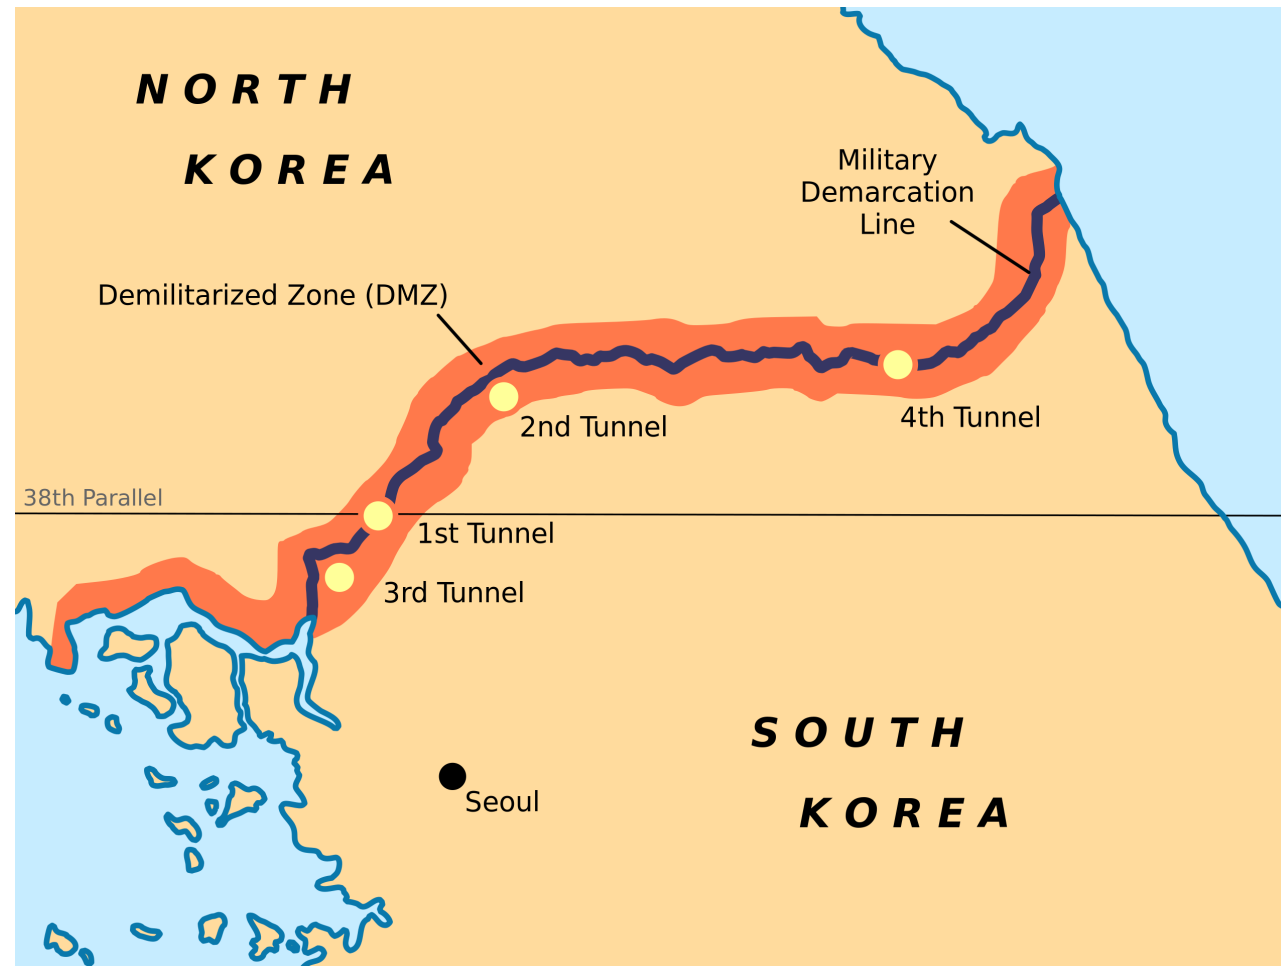 NORTH
KOREA
Military
Demarcation
Line
Demilitarized Zone (DMZ)
2nd Tunnel
4th Tunnel
38th Parallel
1st Tunnel
3rd Tunnel
SOUTH
KOREA
Seoul